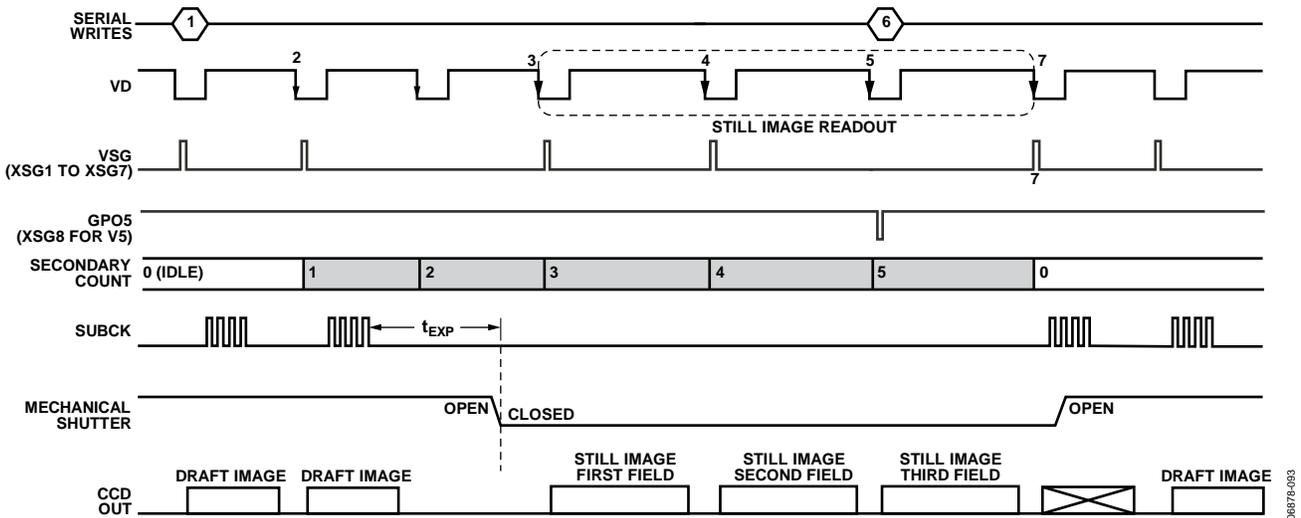 SERIAL
WRITES
1
6
VD
2
3
4
5
7
STILL IMAGE READOUT
VSG
(XSG1 TO XSG7)
7
GPO5
(XSG8 FOR V5)
SECONDARY
COUNT
0 (IDLE)
1
2
3
4
5
0
SUBCK
tEXP
MECHANICAL
SHUTTER
OPEN
CLOSED
OPEN
CCD
OUT
DRAFT IMAGE
DRAFT IMAGE
STILL IMAGE
FIRST FIELD
STILL IMAGE
SECOND FIELD
STILL IMAGE
THIRD FIELD
DRAFT IMAGE
06878-093